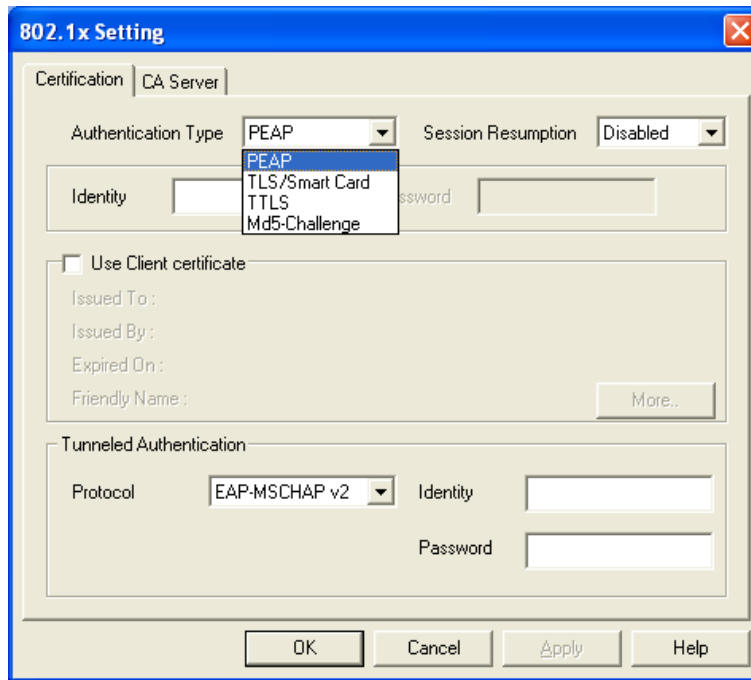 802.1x Setting
Certification CA Server
Authentication Type PEAP Session Resumption Disabled
PEAP
TLS/Smart Card
TTLS
Md5-Challenge
Identity ssword
Use Client certificate
Issued To :
Issued By :
Expired On :
Friendly Name : More..
Tunneled Authentication
Protocol EAP-MSCHAP v2 Identity
Password
OK Cancel Apply Help